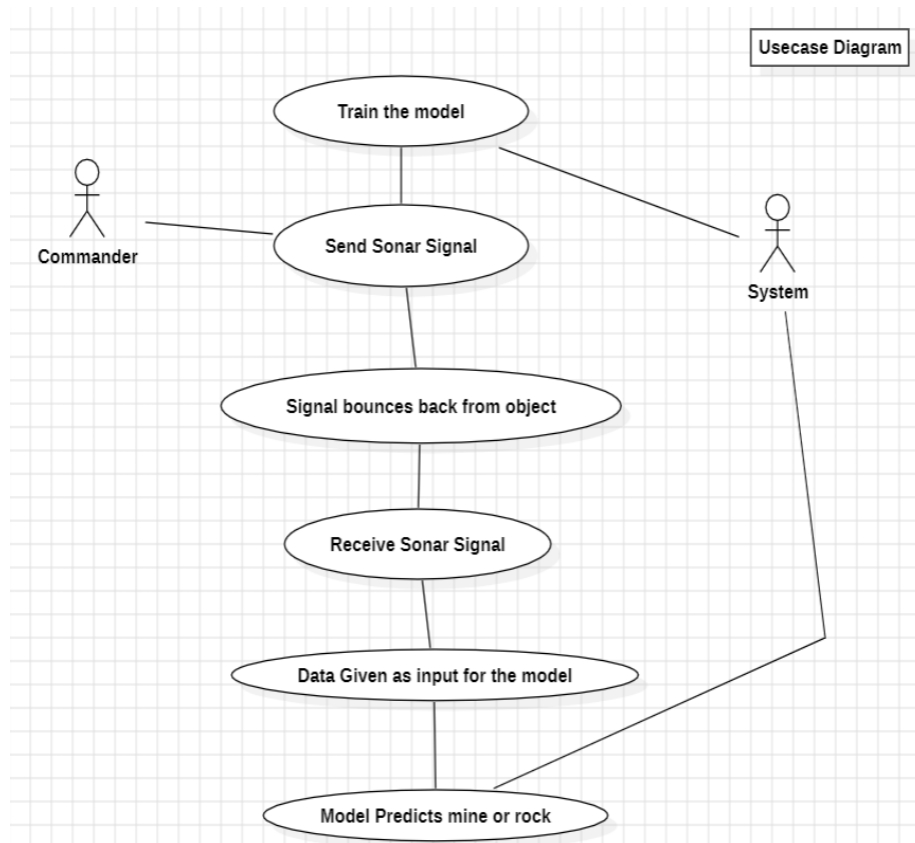 Usecase Diagram
Train the model
Commander
Send Sonar Signal
System
Signal bounces back from object
Receive Sonar Signal
Data Given as input for the model
Model Predicts mine or rock